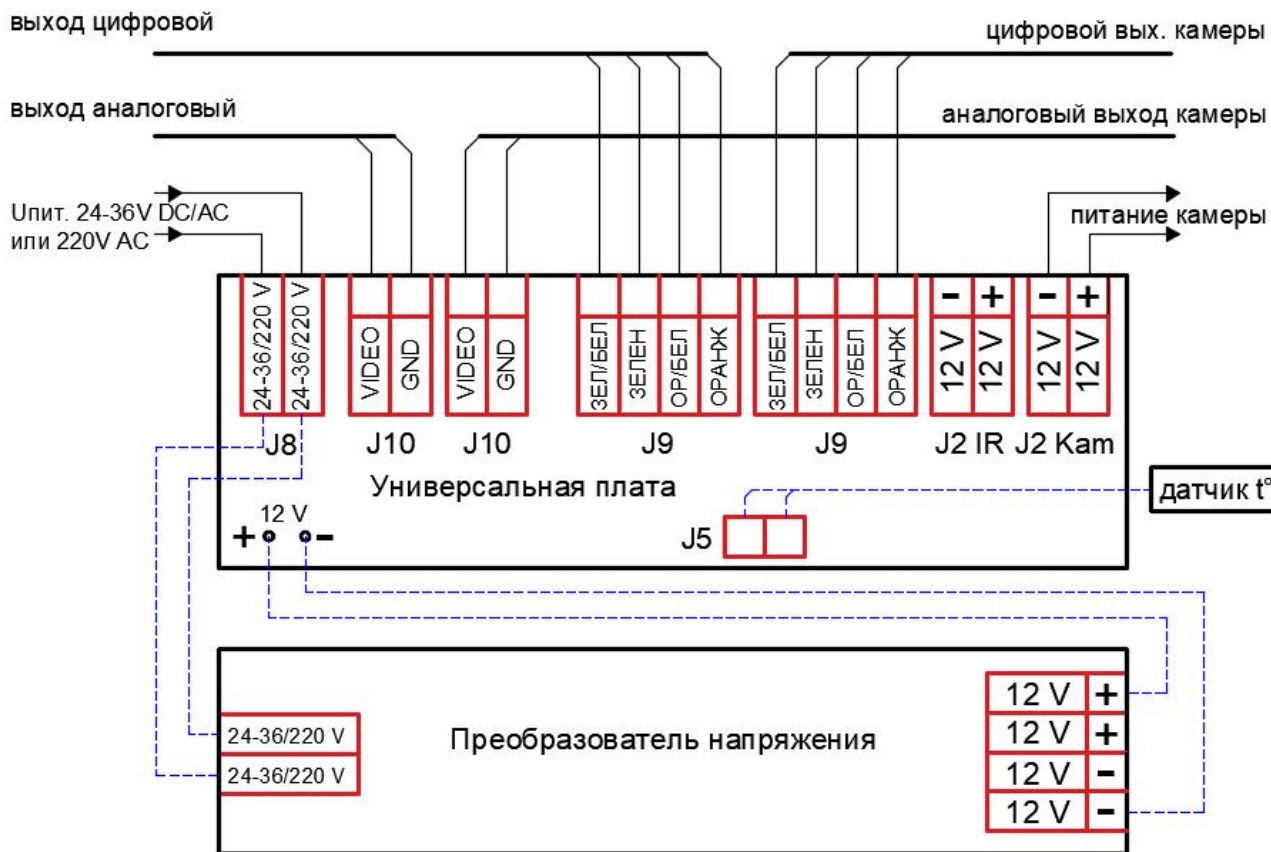 выход цифровой
цифровой вых. камеры
выход аналоговый
аналоговый выход камеры
Uпит. 24-36V DC/AC
или 220V AC
питание камеры
24-36/220 V
24-36/220 V
VIDEO
GND
VIDEO
GND
ЗЕЛ/БЕЛ
ЗЕЛЕН
ОР/БЕЛ
ОРАНЖ
ЗЕЛ/БЕЛ
ЗЕЛЕН
ОР/БЕЛ
ОРАНЖ
- +
12 V 12 V
- +
12 V 12 V
J8 J10 J10 J9 J9 J2 IR J2 Kam
Универсальная плата
датчик t°
12 V
+ -
J5
12 V +
12 V +
12 V -
12 V -
24-36/220 V
24-36/220 V
Преобразователь напряжения